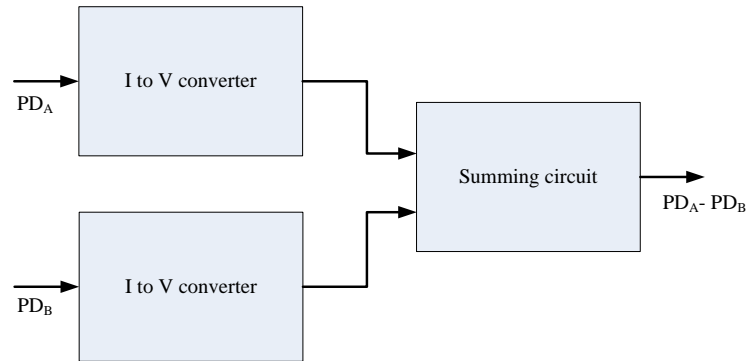 I to V converter
PD_A
Summing circuit
PD_A- PD_B
I to V converter
PD_B